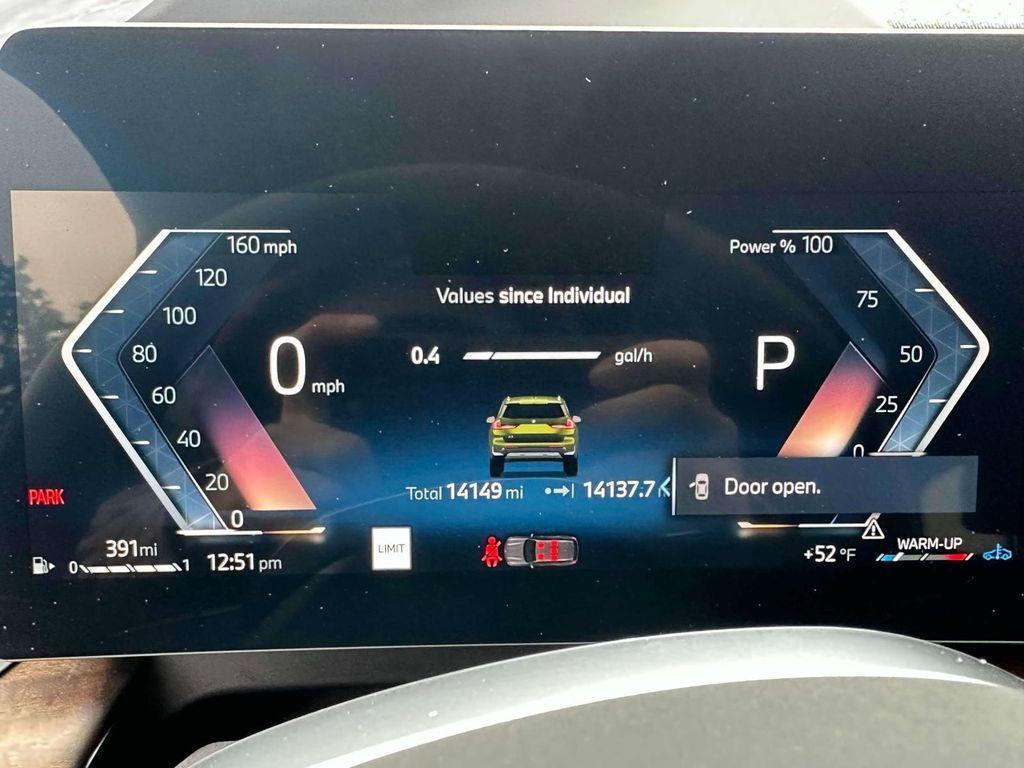 160 mph
120
100
80
60
40
20
0
0 mph
PARK
391 mi
0 1
12:51 pm
Values since Individual
0.4 gal/h
Total 14149 mi 14137.7
LIMIT
Power % 100
75
50
25
0
P
Door open.
+52 °F
WARM-UP